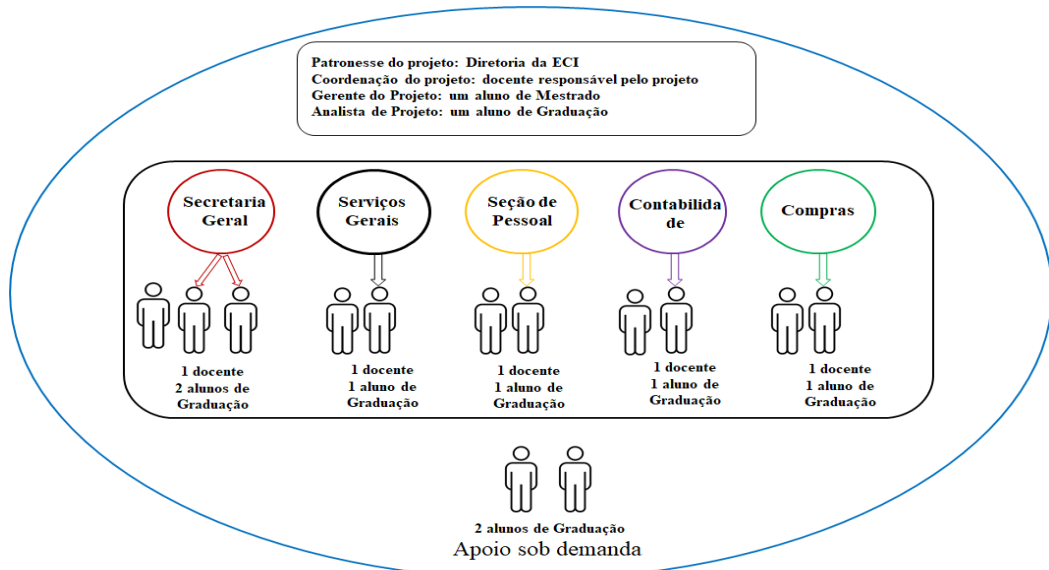 Patronesse do projeto: Diretoria da ECI
Coordenação do projeto: docente responsável pelo projeto
Gerente do Projeto: um aluno de Mestrado
Analista de Projeto: um aluno de Graduação
Secretaria
Geral
Serviços
Gerais
Seção de
Pessoal
Contabilida
de
Compras
1 docente
2 alunos de
Graduação
1 docente
1 aluno de
Graduação
1 docente
1 aluno de
Graduação
1 docente
1 aluno de
Graduação
1 docente
1 aluno de
Graduação
2 alunos de Graduação
Apoio sob demanda